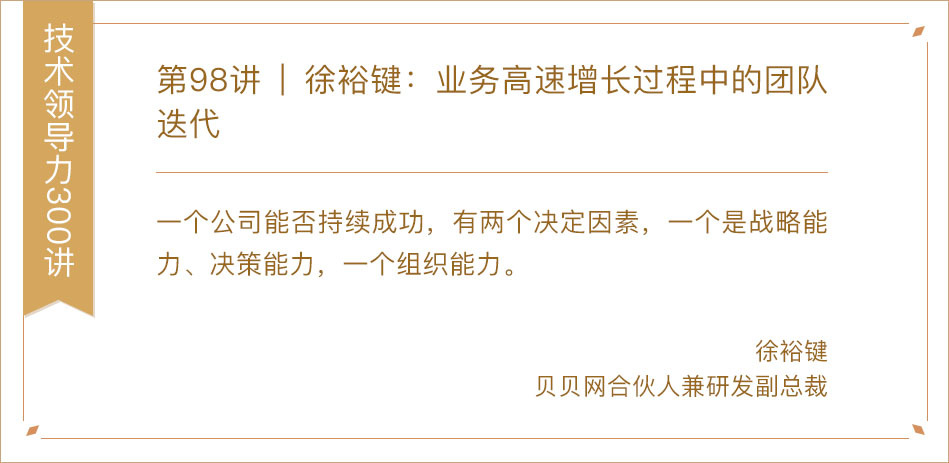 技术领导力300讲
第98讲 | 徐裕键：业务高速增长过程中的团队
迭代
一个公司能否持续成功，有两个决定因素，一个是战略能
力、决策能力，一个组织能力。
徐裕键
贝贝网合伙人兼研发副总裁